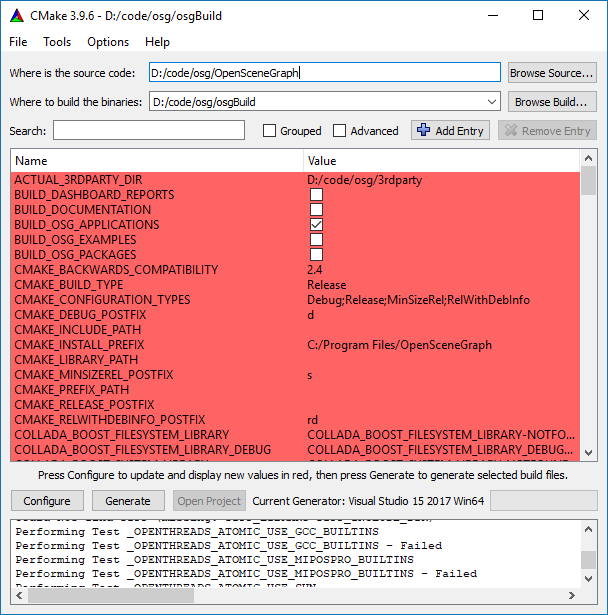 CMake 3.9.6 - D:/code/osg/osgBuild
File Tools Options Help
Where is the source code: D:/code/osg/OpenSceneGraph Browse Source...
Where to build the binaries: D:/code/osg/osgBuild Browse Build...
Search: Grouped Advanced Add Entry Remove Entry
Name Value
ACTUAL_3RDPARTY_DIR D:/code/osg/3rdparty
BUILD_DASHBOARD_REPORTS
BUILD_DOCUMENTATION
BUILD_OSG_APPLICATIONS
BUILD_OSG_EXAMPLES
BUILD_OSG_PACKAGES
CMAKE_BACKWARDS_COMPATIBILITY 2.4
CMAKE_BUILD_TYPE Release
CMAKE_CONFIGURATION_TYPES Debug;Release;MinSizeRel;RelWithDebInfo
CMAKE_DEBUG_POSTFIX d
CMAKE_INCLUDE_PATH
CMAKE_INSTALL_PREFIX C:/Program Files/OpenSceneGraph
CMAKE_LIBRARY_PATH
CMAKE_MINSIZEREL_POSTFIX s
CMAKE_PREFIX_PATH
CMAKE_RELEASE_POSTFIX
CMAKE_RELWITHDEBINFO_POSTFIX rd
COLLADA_BOOST_FILESYSTEM_LIBRARY COLLADA_BOOST_FILESYSTEM_LIBRARY-NOTFO...
COLLADA_BOOST_FILESYSTEM_LIBRARY_DEBUG COLLADA_BOOST_FILESYSTEM_LIBRARY_DEBUG...
Press Configure to update and display new values in red, then press Generate to generate selected build files.
Configure Generate Open Project Current Generator: Visual Studio 15 2017 Win64
Performing Test _OPENTHREADS_ATOMIC_USE_GCC_BUILTINS
Performing Test _OPENTHREADS_ATOMIC_USE_GCC_BUILTINS - Failed
Performing Test _OPENTHREADS_ATOMIC_USE_MIPOSPRO_BUILTINS
Performing Test _OPENTHREADS_ATOMIC_USE_MIPOSPRO_BUILTINS - Failed
Performing Test _OPENTHREADS_ATOMIC_USE_SUN